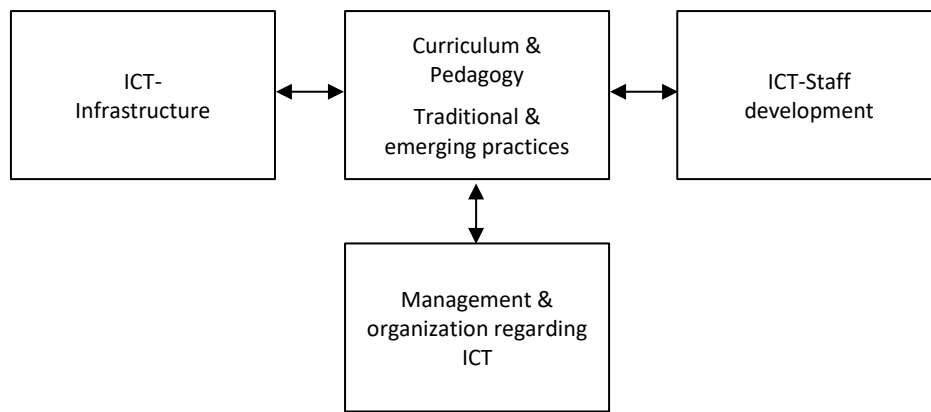 ICT-
Infrastructure
Curriculum &
Pedagogy
Traditional &
emerging practices
ICT-Staff
development
Management &
organization regarding
ICT